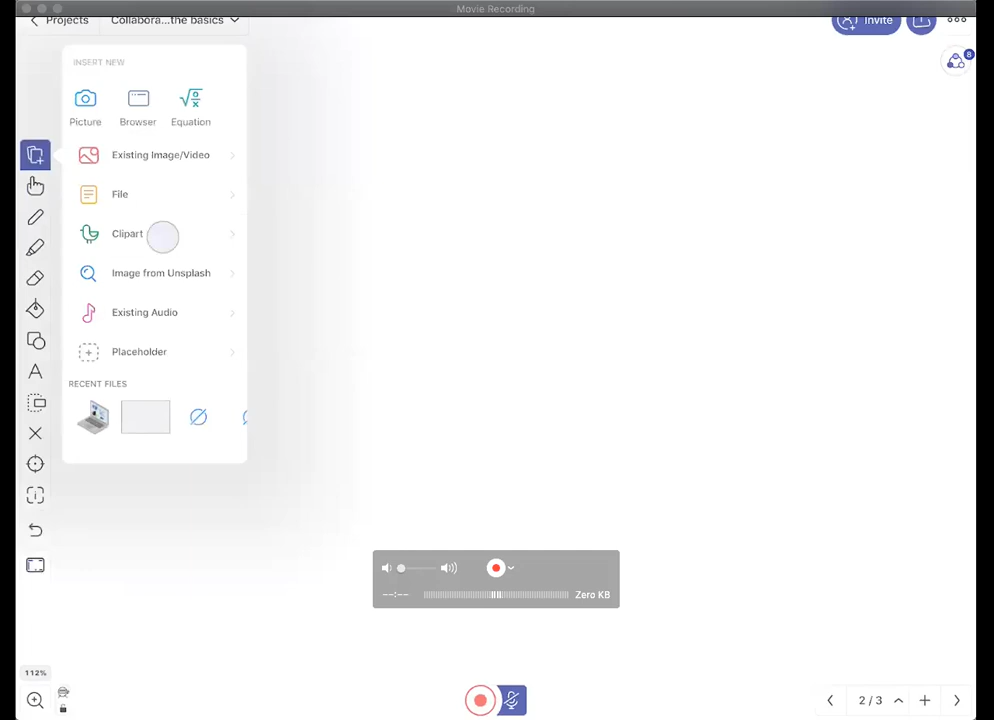 Movie Recording
Projects
Collabora...the basics
Invite
8
INSERT NEW
Picture
Browser
Equation
Existing Image/Video
File
Clipart
Image from Unsplash
Existing Audio
Placeholder
RECENT FILES
--:--
Zero KB
112%
2 / 3